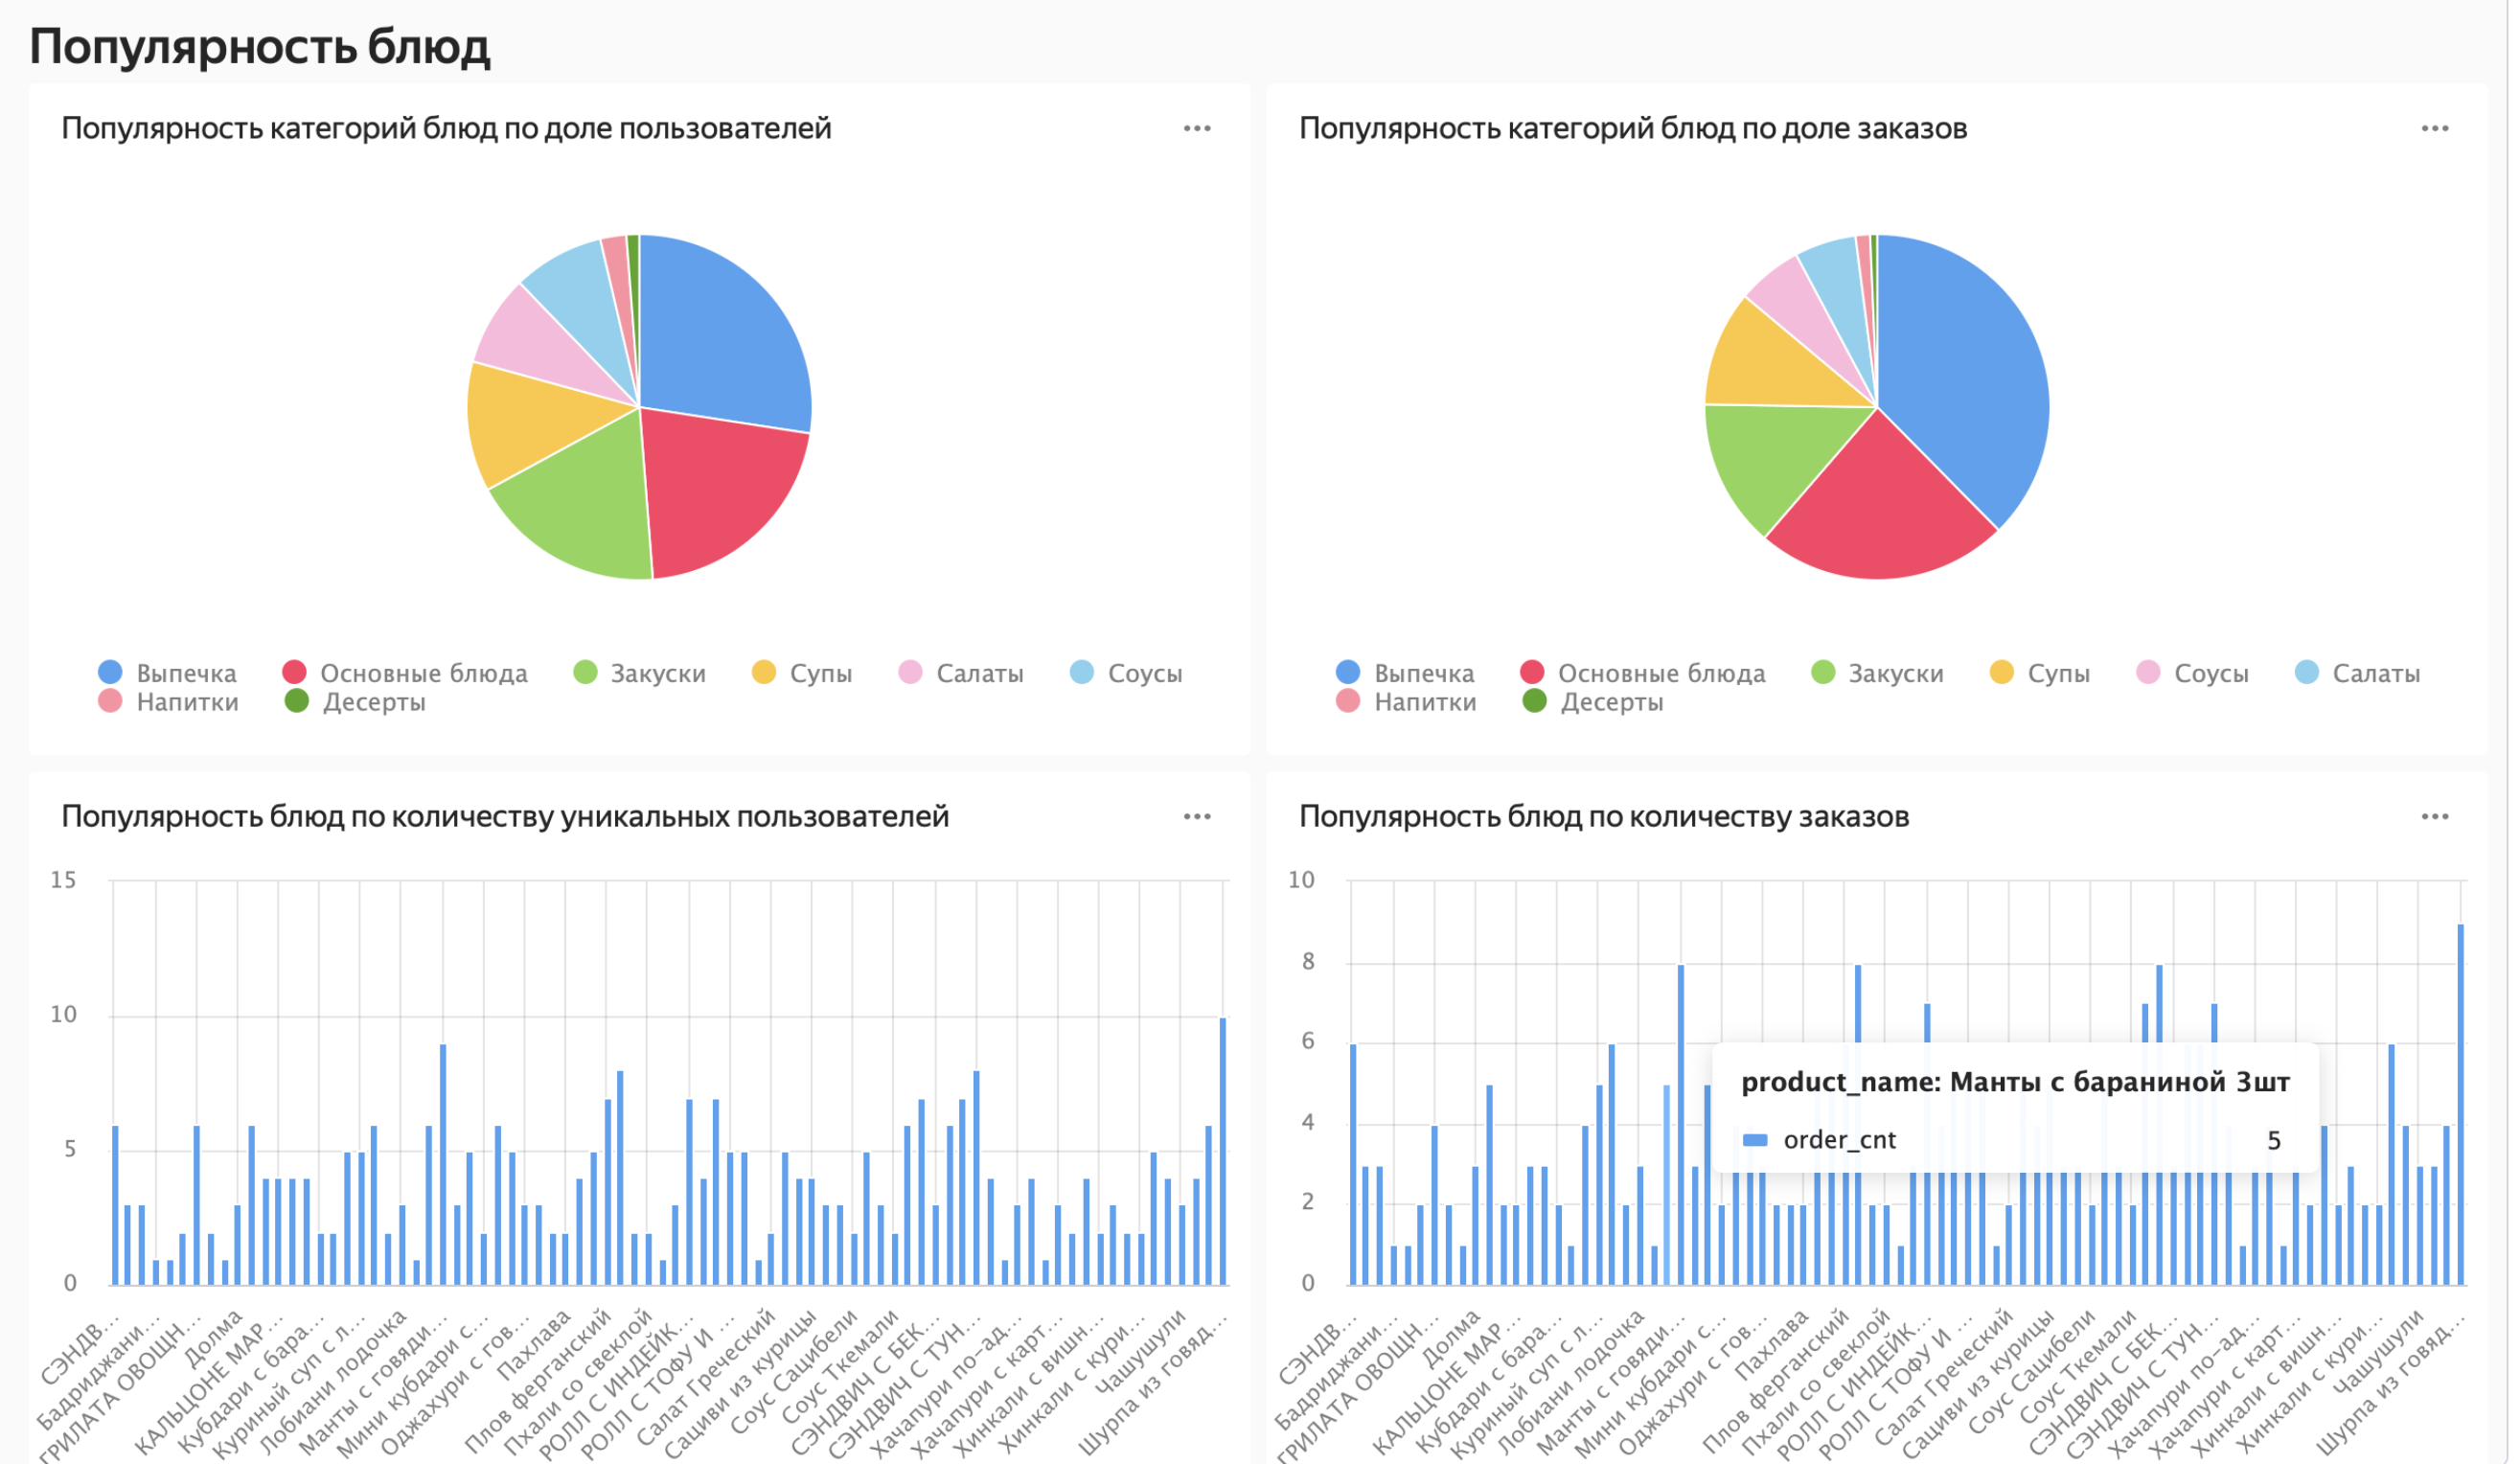 Популярность блюд
Популярность категорий блюд по доле пользователей
Выпечка Основные блюда Закуски Супы Салаты Соусы
Напитки Десерты
Популярность категорий блюд по доле заказов
Выпечка Основные блюда Закуски Супы Соусы Салаты
Напитки Десерты
Популярность блюд по количеству уникальных пользователей
15
10
5
0
СЭНДВ...
Бадриджани...
ГРИЛАТА ОВОЩН...
Долма
КАЛЬЦОНЕ МАР...
Кубдари с бара...
Куриный суп с л...
Лобиани лодочка
Манты с говяди...
Мини кубдари с...
Оджахури с гов...
Пахлава
Плов ферганский
Пхали со свеклой
РОЛЛ С ИНДЕЙК...
РОЛЛ С ТОФУ И ...
Салат Греческий
Сациви из курицы
Соус Сацибели
Соус Ткемали
СЭНДВИЧ С БЕК...
СЭНДВИЧ С ТУН...
Хачапури по-ад...
Хачапури с карт...
Хинкали с вишн...
Хинкали с кури...
Чашушули
Шурпа из говяд...
Популярность блюд по количеству заказов
10
8
6
4
2
0
product_name: Манты с бараниной 3шт
order_cnt 5
СЭНДВ...
Бадриджани...
ГРИЛАТА ОВОЩН...
Долма
КАЛЬЦОНЕ МАР...
Кубдари с бара...
Куриный суп с л...
Лобиани лодочка
Манты с говяди...
Мини кубдари с...
Оджахури с гов...
Пахлава
Плов ферганский
Пхали со свеклой
РОЛЛ С ИНДЕЙК...
РОЛЛ С ТОФУ И ...
Салат Греческий
Сациви из курицы
Соус Сацибели
Соус Ткемали
СЭНДВИЧ С БЕК...
СЭНДВИЧ С ТУН...
Хачапури по-ад...
Хачапури с карт...
Хинкали с вишн...
Хинкали с кури...
Чашушули
Шурпа из говяд...